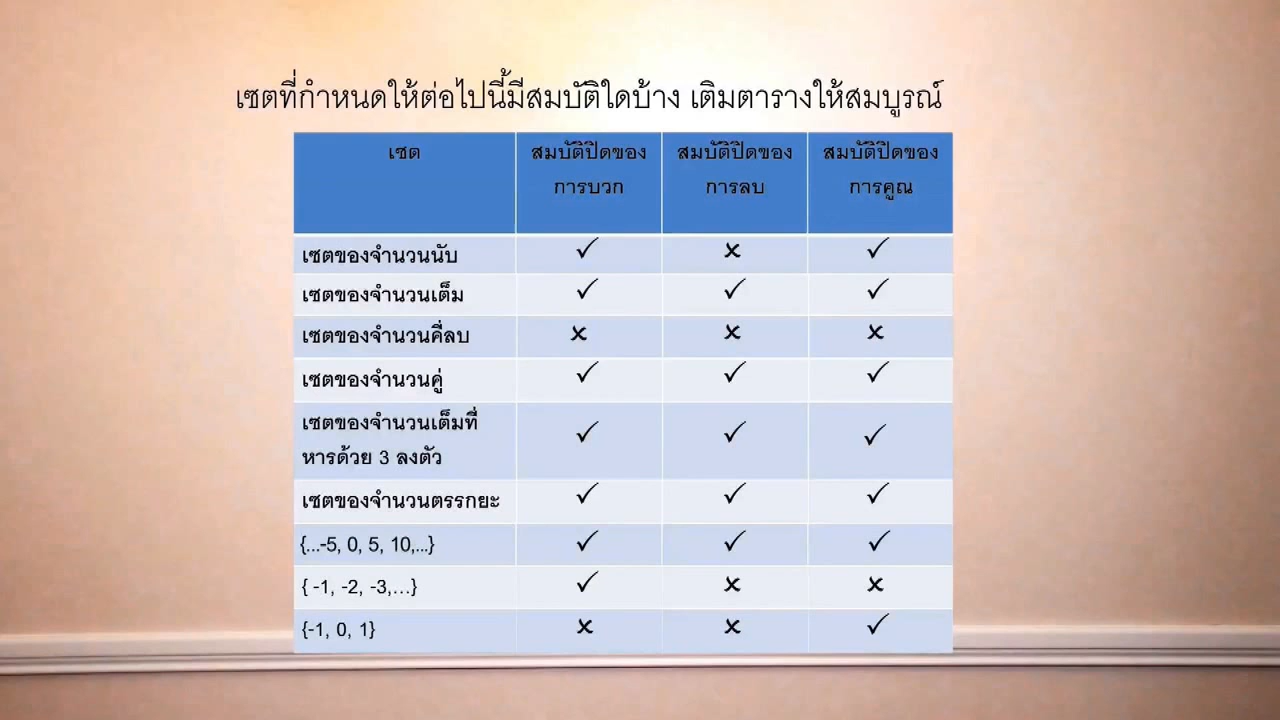 เซตที่กำหนดให้ต่อไปนี้มีสมบัติใดบ้าง เติมตารางให้สมบูรณ์
เซต สมบัติปิดของ สมบัติปิดของ สมบัติปิดของ
การบวก การลบ การคูณ
เซตของจำนวนนับ ✓ × ✓
เซตของจำนวนเต็ม ✓ ✓ ✓
เซตของจำนวนคี่ลบ × × ×
เซตของจำนวนคู่ ✓ ✓ ✓
เซตของจำนวนเต็มที่
หารด้วย 3 ลงตัว ✓ ✓ ✓
เซตของจำนวนตรรกยะ ✓ ✓ ✓
{...-5, 0, 5, 10,...} ✓ ✓ ✓
{ -1, -2, -3,...} ✓ × ×
{-1, 0, 1} × × ✓